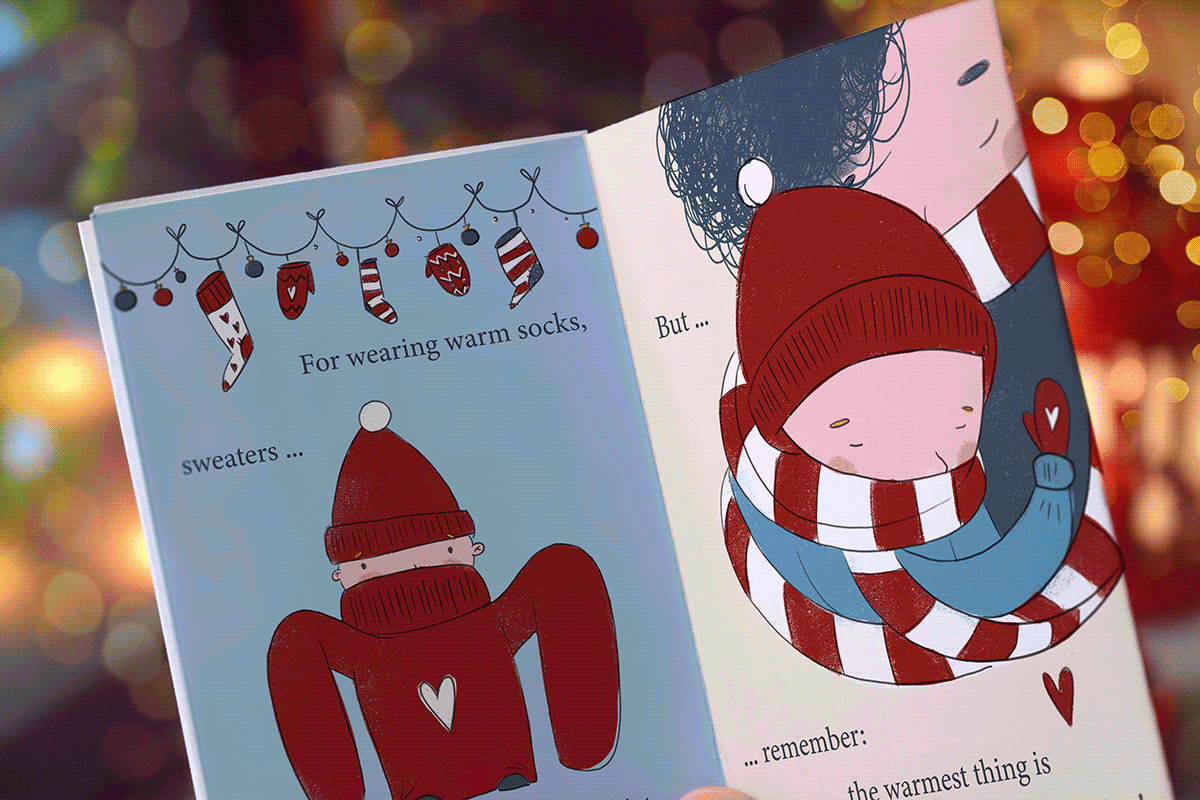 For wearing warm socks,
sweaters ...
But ...
... remember:
the warmest thing is